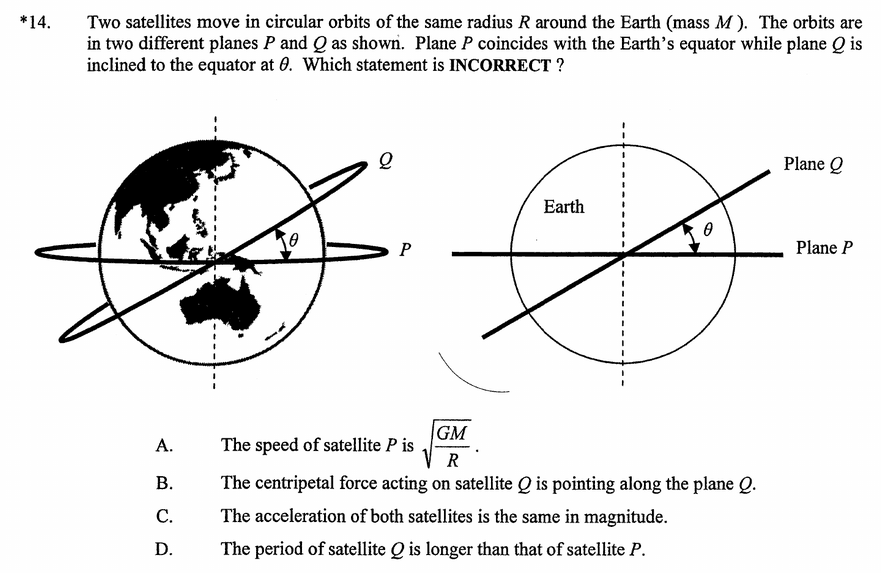 *14. Two satellites move in circular orbits of the same radius R around the Earth (mass M ). The orbits are
in two different planes P and Q as shown. Plane P coincides with the Earth's equator while plane Q is
inclined to the equator at θ. Which statement is INCORRECT ?
Q
θ
P
Plane Q
Earth
θ
Plane P
A. The speed of satellite P is √(GM/R) .
B. The centripetal force acting on satellite Q is pointing along the plane Q.
C. The acceleration of both satellites is the same in magnitude.
D. The period of satellite Q is longer than that of satellite P.